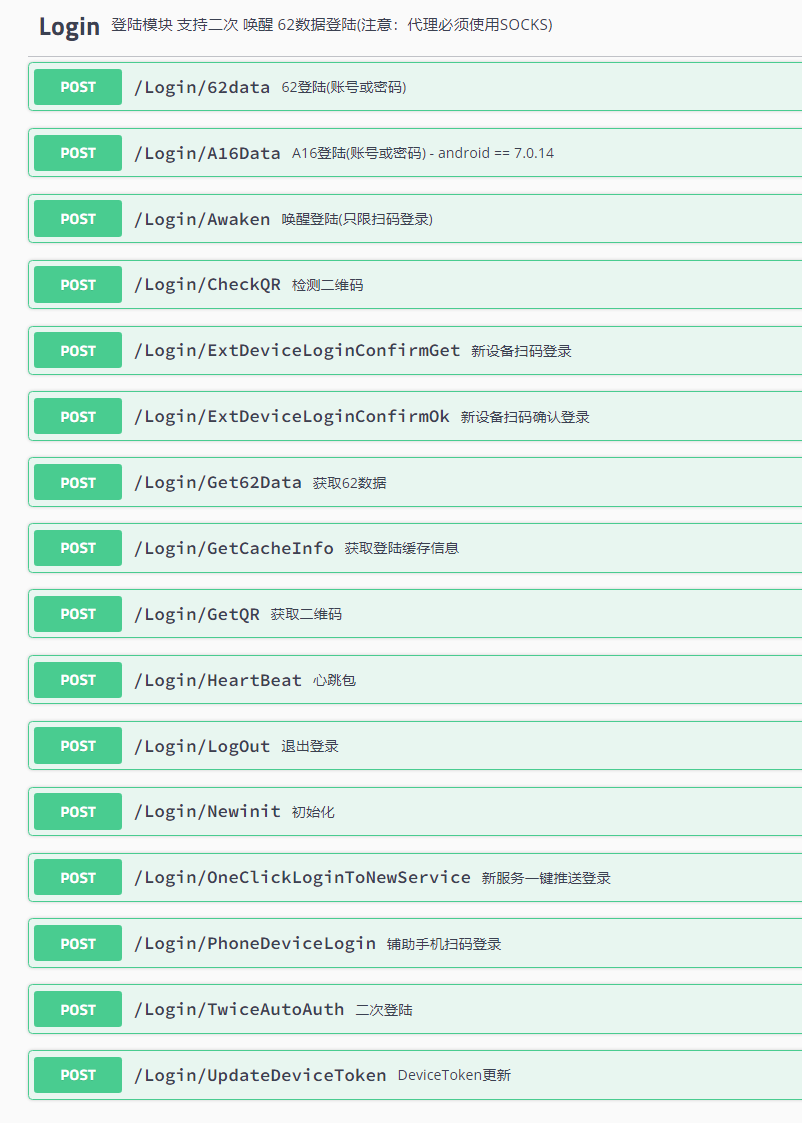 Login 登陆模块 支持二次 唤醒 62数据登陆(注意：代理必须使用SOCKS)
POST /Login/62data 62登陆(账号或密码)
POST /Login/A16Data A16登陆(账号或密码) - android == 7.0.14
POST /Login/Awaken 唤醒登陆(只限扫码登录)
POST /Login/CheckQR 检测二维码
POST /Login/ExtDeviceLoginConfirmGet 新设备扫码登录
POST /Login/ExtDeviceLoginConfirmOk 新设备扫码确认登录
POST /Login/Get62Data 获取62数据
POST /Login/GetCacheInfo 获取登陆缓存信息
POST /Login/GetQR 获取二维码
POST /Login/HeartBeat 心跳包
POST /Login/LogOut 退出登录
POST /Login/Newinit 初始化
POST /Login/OneClickLoginToNewService 新服务一键推送登录
POST /Login/PhoneDeviceLogin 辅助手机扫码登录
POST /Login/TwiceAutoAuth 二次登陆
POST /Login/UpdateDeviceToken DeviceToken更新